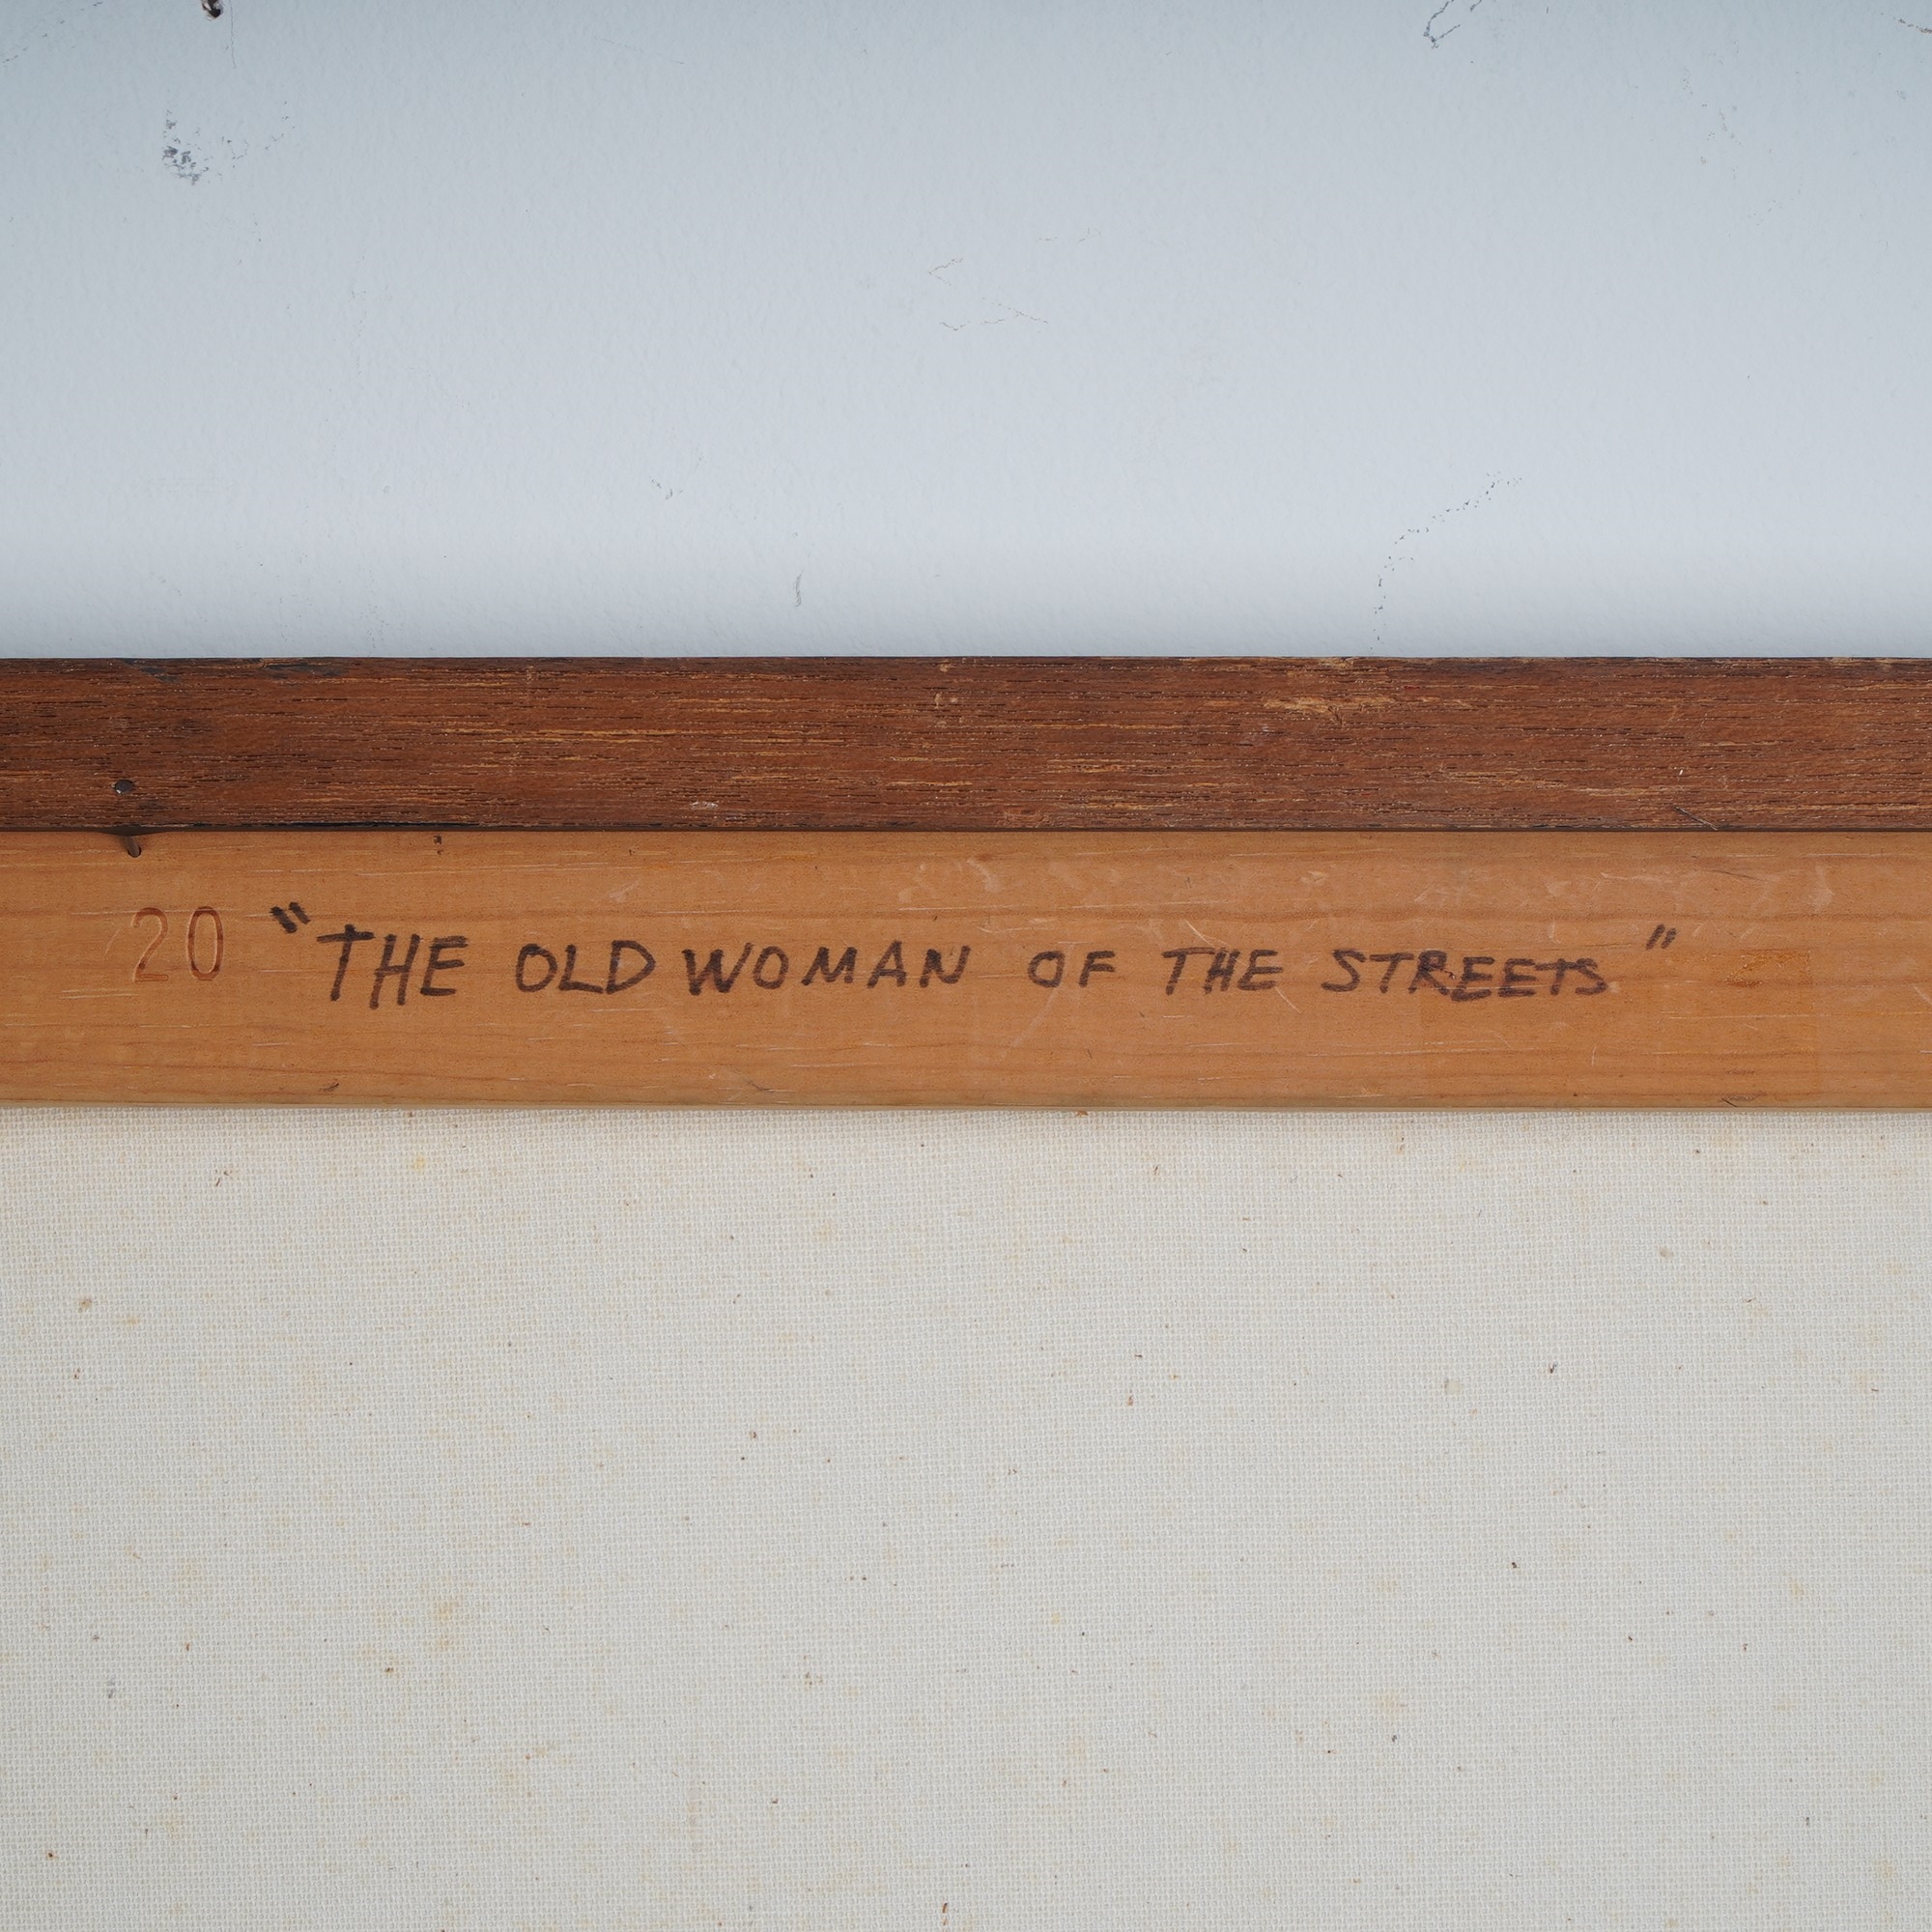 20 "THE OLD WOMAN OF THE STREETS"